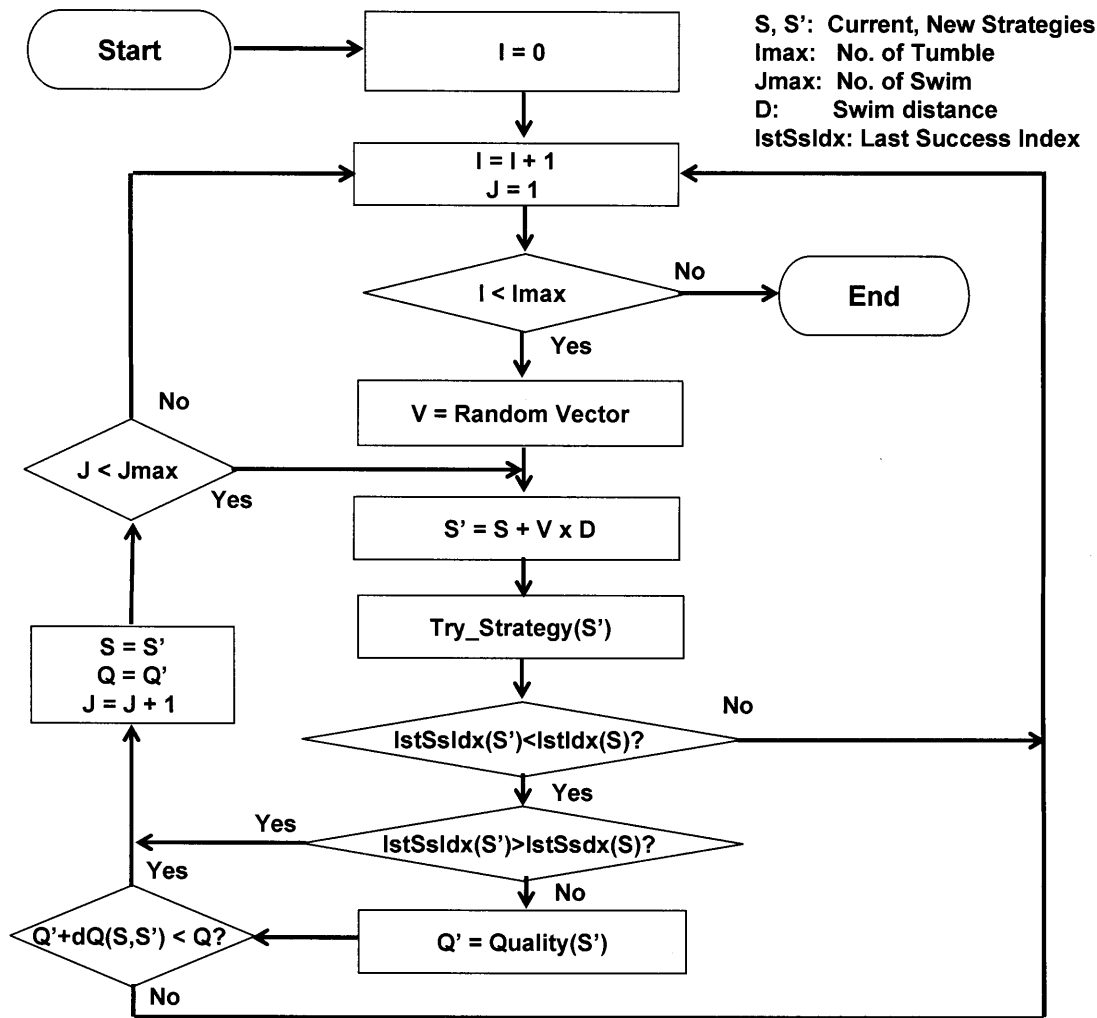 Start
I = 0
S, S': Current, New Strategies
Imax: No. of Tumble
Jmax: No. of Swim
D: Swim distance
lstSsIdx: Last Success Index
I = I + 1
J = 1
I < Imax
No
End
Yes
V = Random Vector
No
J < Jmax
Yes
S' = S + V x D
Try_Strategy(S')
S = S'
Q = Q'
J = J + 1
lstSsIdx(S')<lstIdx(S)?
No
Yes
lstSsIdx(S')>lstSsdx(S)?
Yes
No
Yes
Q'+dQ(S,S') < Q?
Q' = Quality(S')
No